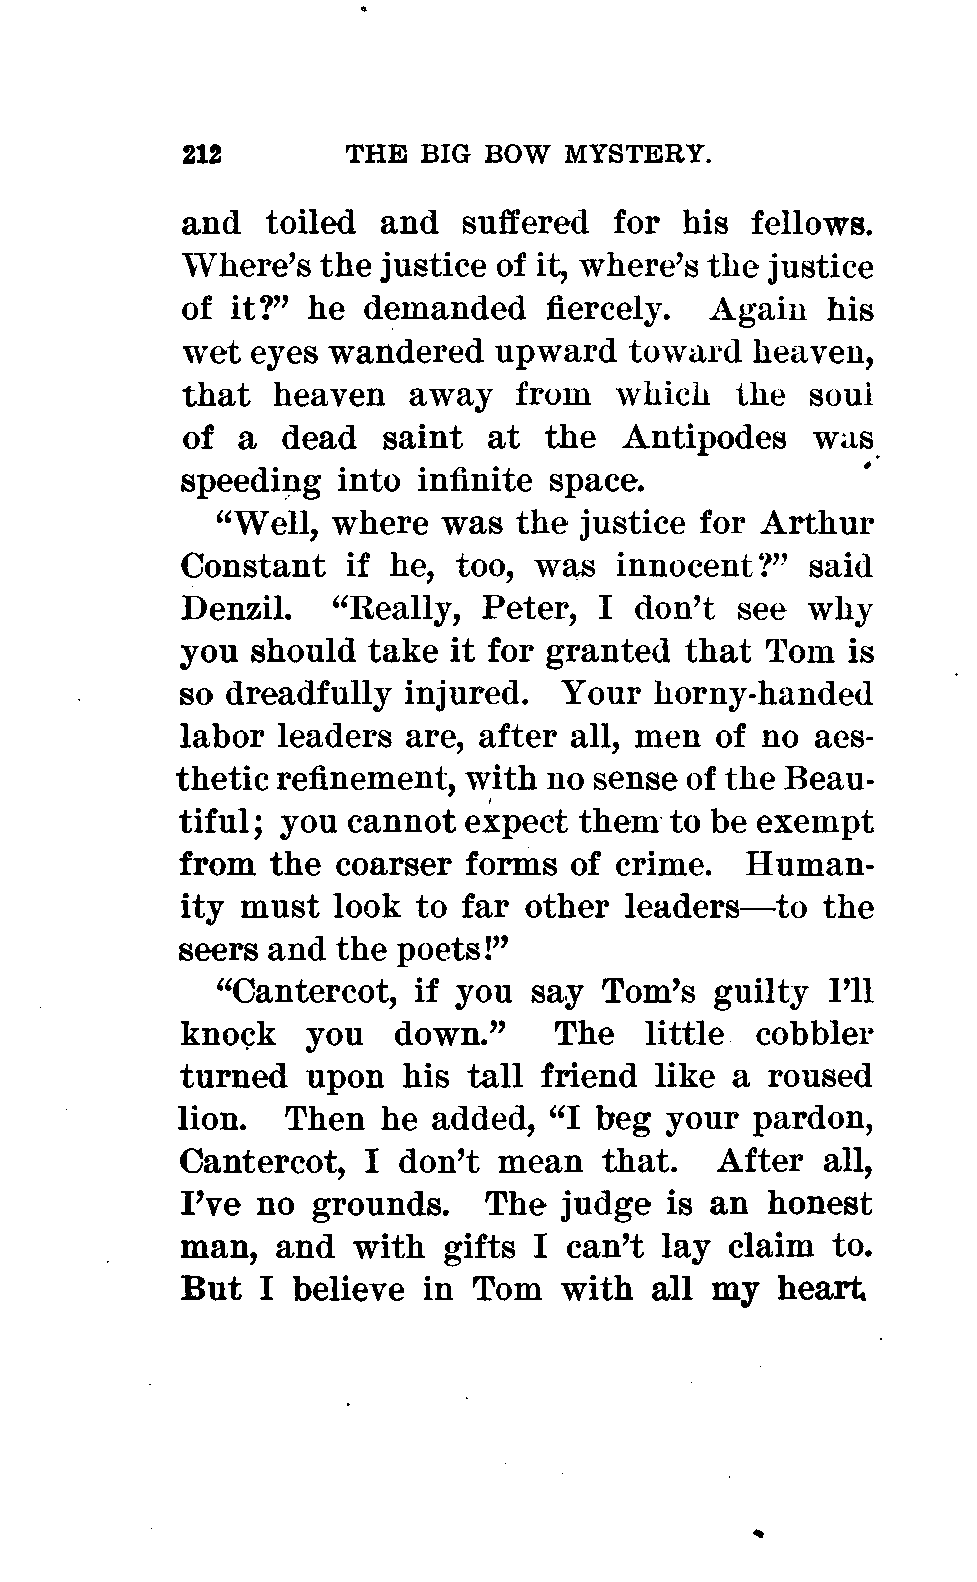 212 THE BIG BOW MYSTERY.
and toiled and suffered for his fellows.
Where's the justice of it, where's the justice
of it?" he demanded fiercely. Again his
wet eyes wandered upward toward heaven,
that heaven away from which the soul
of a dead saint at the Antipodes was
speeding into infinite space.
"Well, where was the justice for Arthur
Constant if he, too, was innocent?" said
Denzil. "Really, Peter, I don't see why
you should take it for granted that Tom is
so dreadfully injured. Your horny-handed
labor leaders are, after all, men of no aes-
thetic refinement, with no sense of the Beau-
tiful; you cannot expect them to be exempt
from the coarser forms of crime. Human-
ity must look to far other leaders—to the
seers and the poets!"
"Cantercot, if you say Tom's guilty I'll
knock you down." The little cobbler
turned upon his tall friend like a roused
lion. Then he added, "I beg your pardon,
Cantercot, I don't mean that. After all,
I've no grounds. The judge is an honest
man, and with gifts I can't lay claim to.
But I believe in Tom with all my heart.